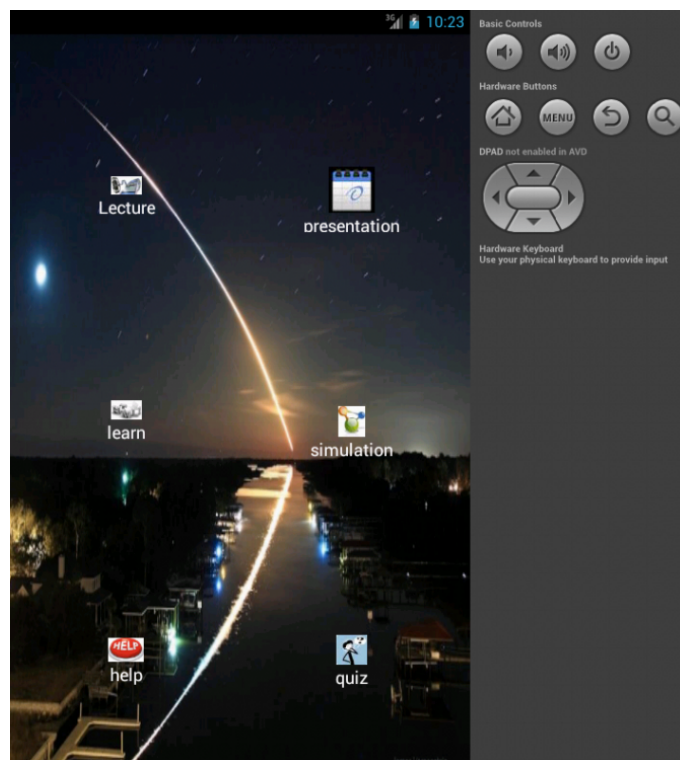 3G 10:23
Basic Controls
Hardware Buttons
MENU
DPAD not enabled in AVD
Hardware Keyboard
Use your physical keyboard to provide input
Lecture
presentation
learn
simulation
HELP
help
quiz